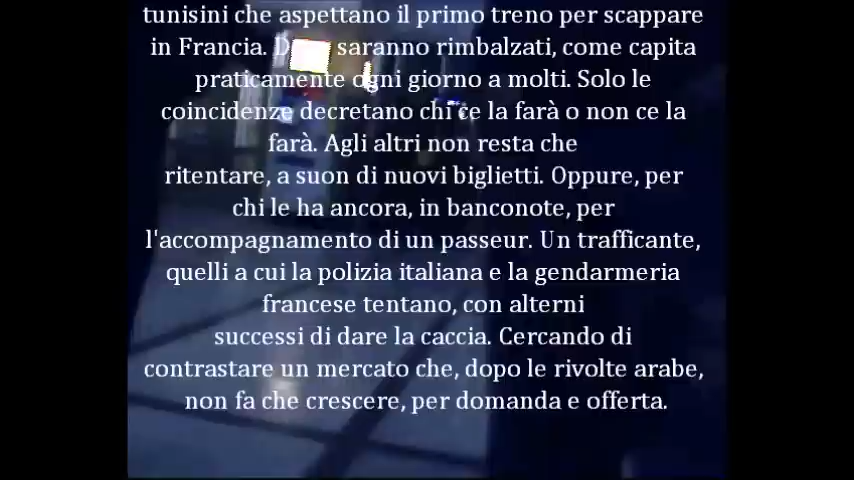 tunisini che aspettano il primo treno per scappare
in Francia. saranno rimbalzati, come capita
praticamente ogni giorno a molti. Solo le
coincidenze decretano chi ce la farà o non ce la
farà. Agli altri non resta che
ritentare, a suon di nuovi biglietti. Oppure, per
chi le ha ancora, in banconote, per
l'accompagnamento di un passeur. Un trafficante,
quelli a cui la polizia italiana e la gendarmeria
francese tentano, con alterni
successi di dare la caccia. Cercando di
contrastare un mercato che, dopo le rivolte arabe,
non fa che crescere, per domanda e offerta.